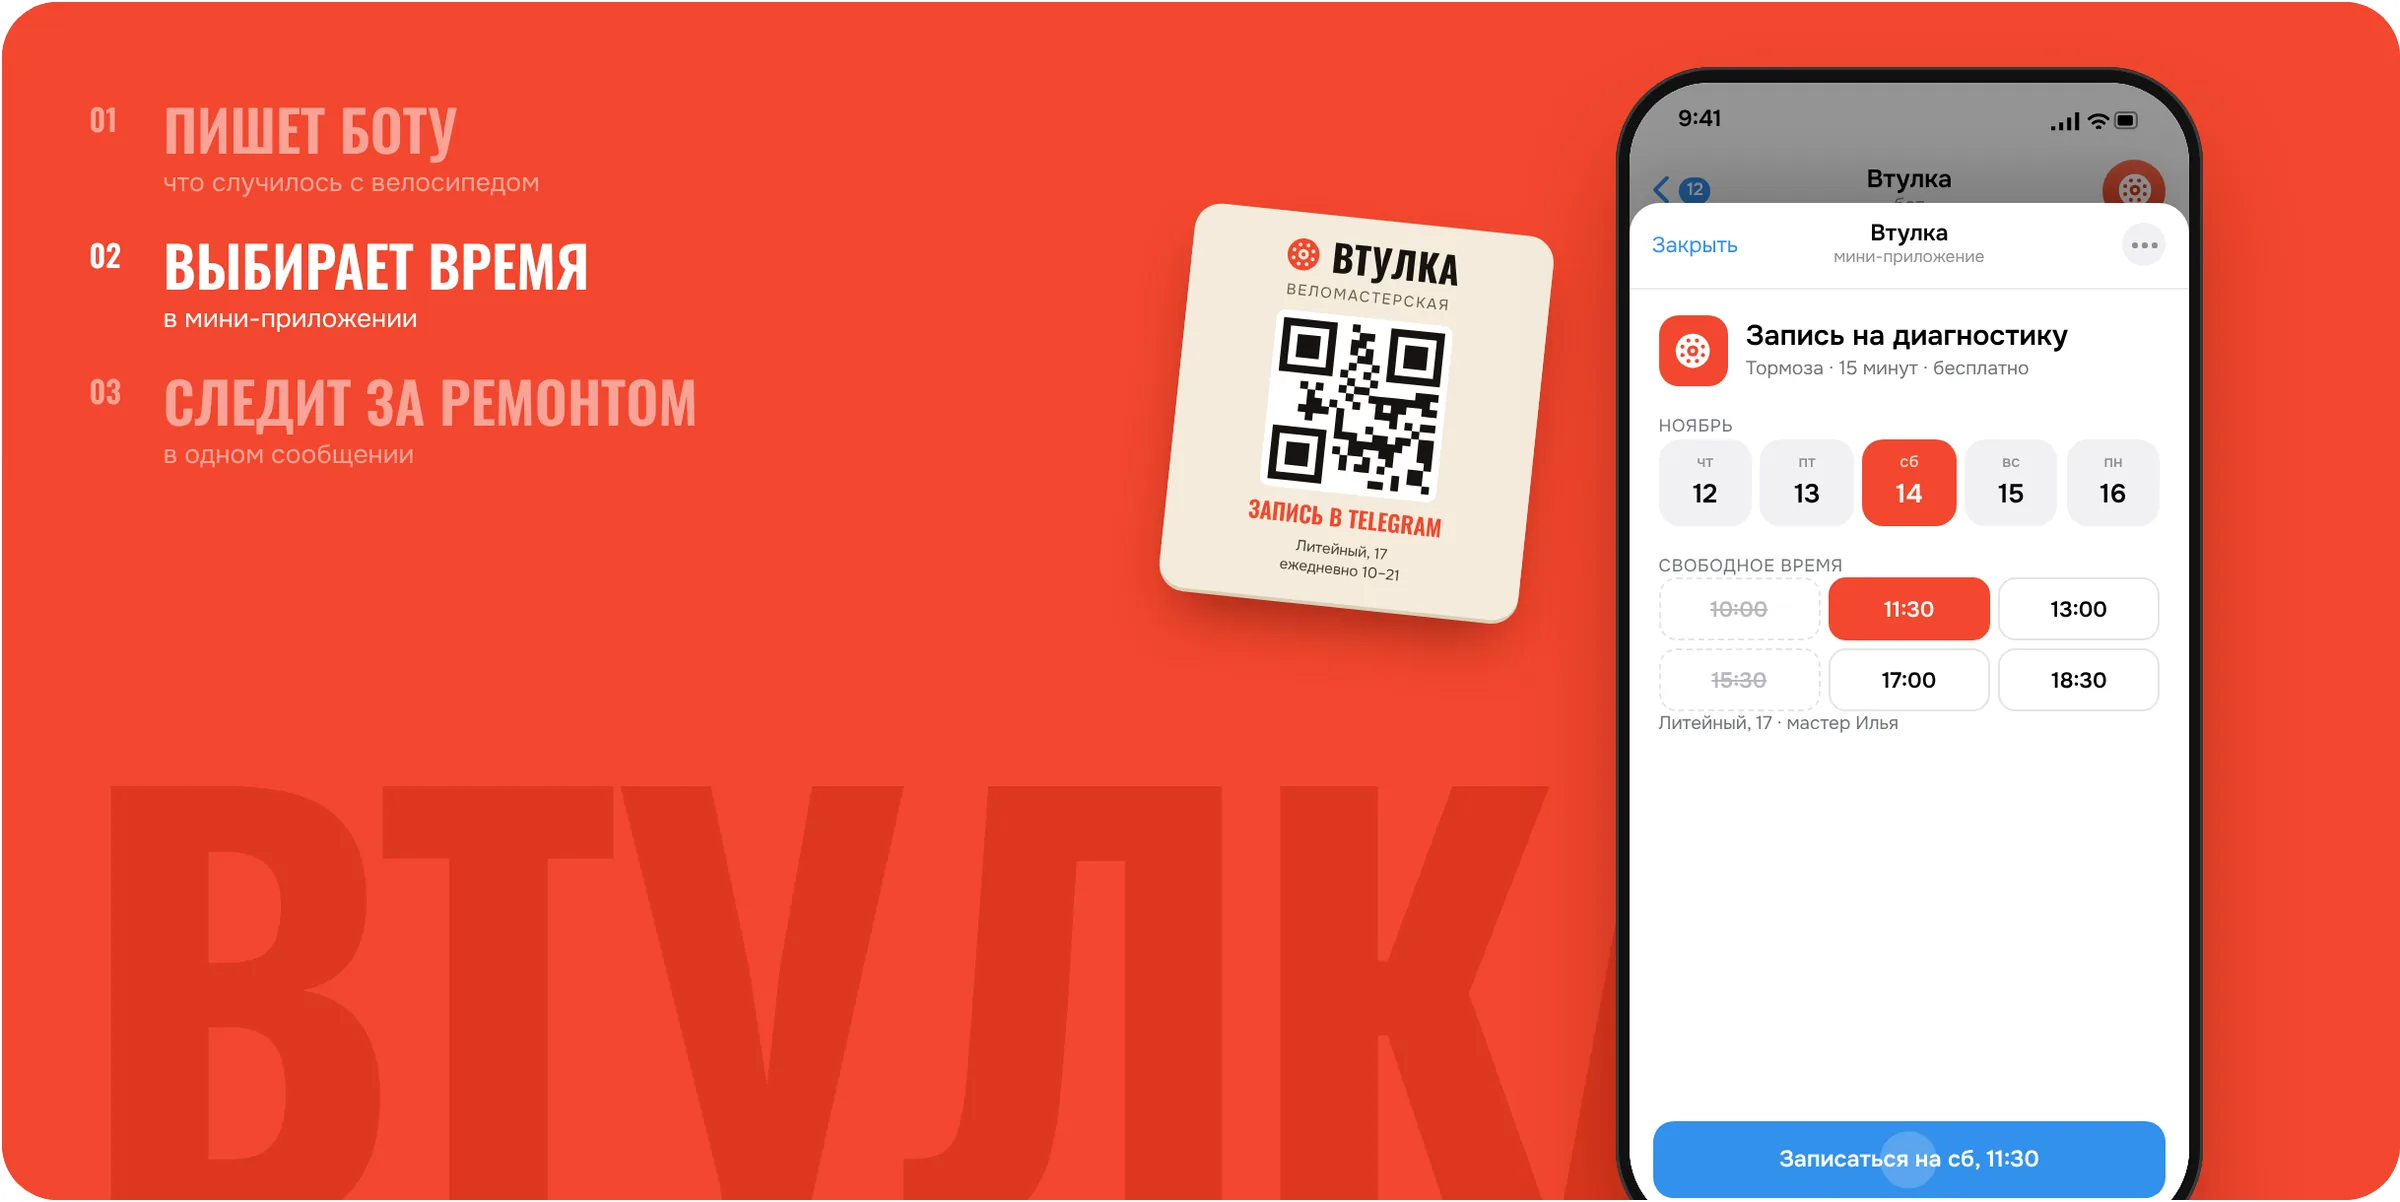 01 ПИШЕТ БОТУ
что случилось с велосипедом
02 ВЫБИРАЕТ ВРЕМЯ
в мини-приложении
03 СЛЕДИТ ЗА РЕМОНТОМ
в одном сообщении
ВТУЛКА
ВЕЛОМАСТЕРСКАЯ
ЗАПИСЬ В TELEGRAM
Литейный, 17
ежедневно 10–21
ВТУЛК
9:41
12
Втулка
Закрыть
Втулка
мини-приложение
Запись на диагностику
Тормоза · 15 минут · бесплатно
НОЯБРЬ
чт пт сб вс пн
12 13 14 15 16
СВОБОДНОЕ ВРЕМЯ
10:00 11:30 13:00
15:30 17:00 18:30
Литейный, 17 · мастер Илья
Записаться на сб, 11:30